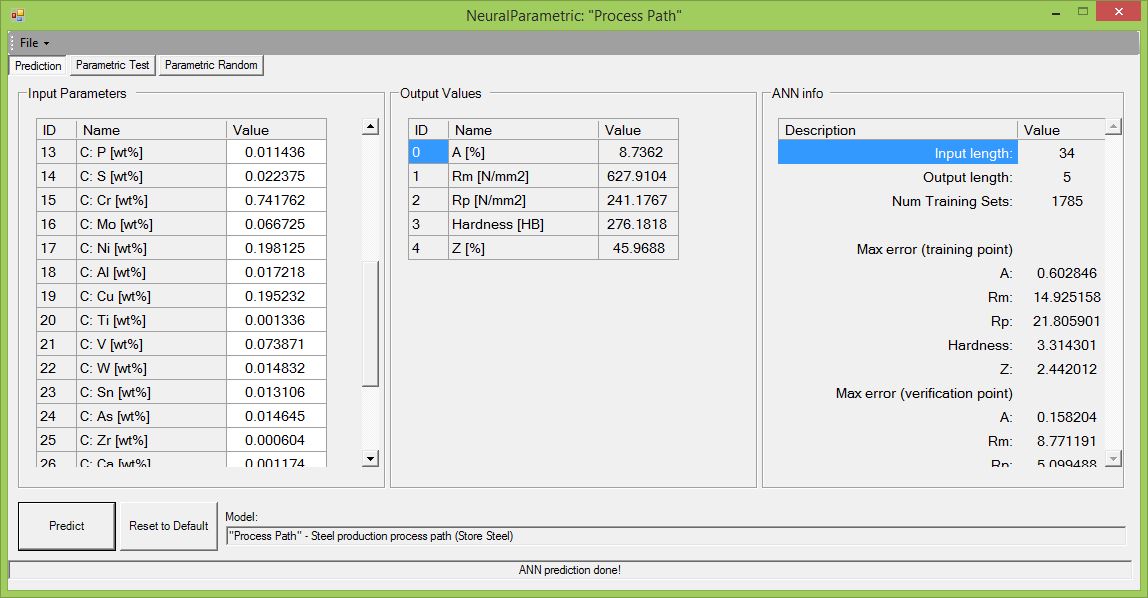 NeuralParametric: "Process Path"
File
Prediction Parametric Test Parametric Random
Input Parameters
ID Name Value
13 C: P [wt%] 0.011436
14 C: S [wt%] 0.022375
15 C: Cr [wt%] 0.741762
16 C: Mo [wt%] 0.066725
17 C: Ni [wt%] 0.198125
18 C: Al [wt%] 0.017218
19 C: Cu [wt%] 0.195232
20 C: Ti [wt%] 0.001336
21 C: V [wt%] 0.073871
22 C: W [wt%] 0.014832
23 C: Sn [wt%] 0.013106
24 C: As [wt%] 0.014645
25 C: Zr [wt%] 0.000604
26 C: Ca [wt%] 0.001174
Output Values
ID Name Value
0 A [%] 8.7362
1 Rm [N/mm2] 627.9104
2 Rp [N/mm2] 241.1767
3 Hardness [HB] 276.1818
4 Z [%] 45.9688
ANN info
Description Value
Input length: 34
Output length: 5
Num Training Sets: 1785
Max error (training point)
A: 0.602846
Rm: 14.925158
Rp: 21.805901
Hardness: 3.314301
Z: 2.442012
Max error (verification point)
A: 0.158204
Rm: 8.771191
Rp: 5.099488
Predict
Reset to Default
Model:
"Process Path" - Steel production process path (Store Steel)
ANN prediction done!